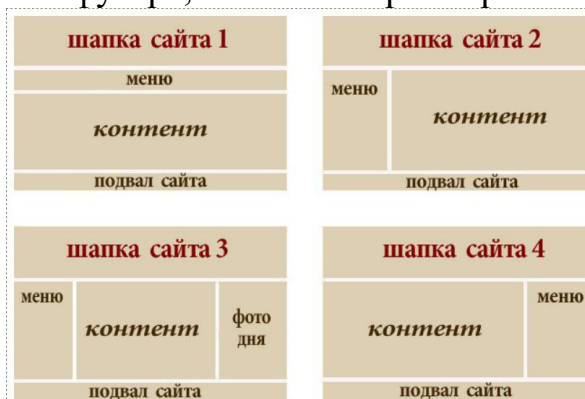 шапка сайта 1
меню
контент
подвал сайта
шапка сайта 2
меню
контент
подвал сайта
шапка сайта 3
меню
контент
фото
дня
подвал сайта
шапка сайта 4
контент
меню
подвал сайта